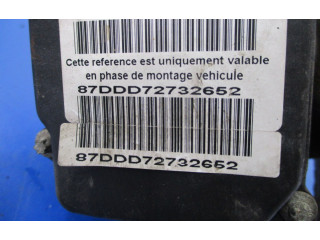 Cette reference est uniquement valable
en phase de montage vehicule
87DDD72732652
87DDD72732652